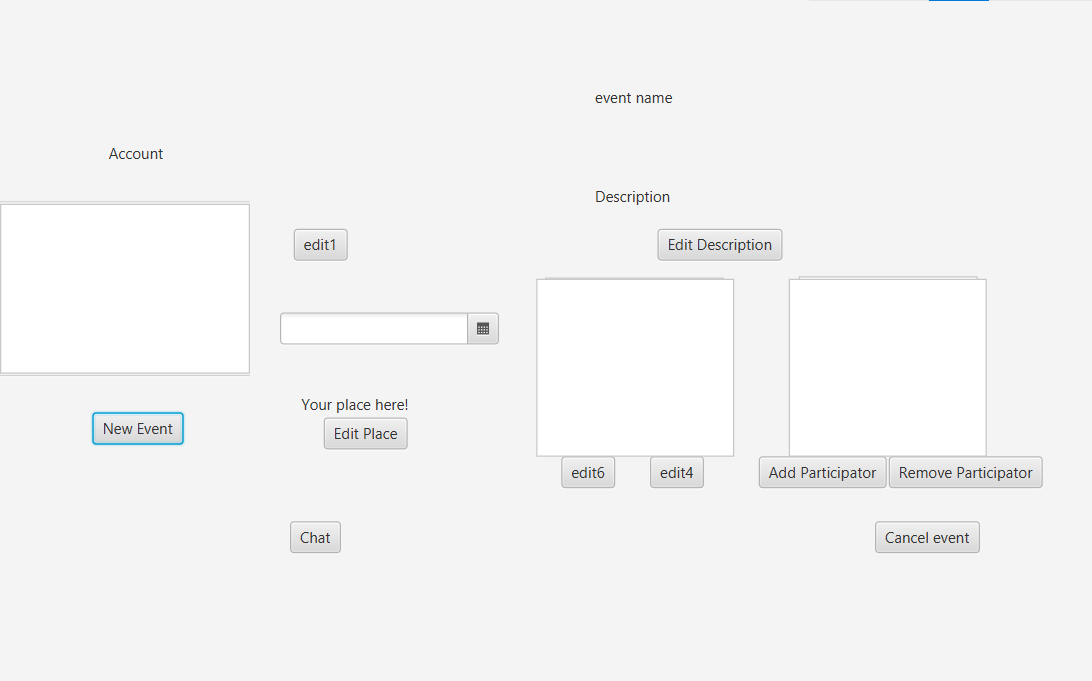 event name
Account
Description
edit1
Edit Description
Your place here!
New Event
Edit Place
edit6
edit4
Add Participator
Remove Participator
Chat
Cancel event